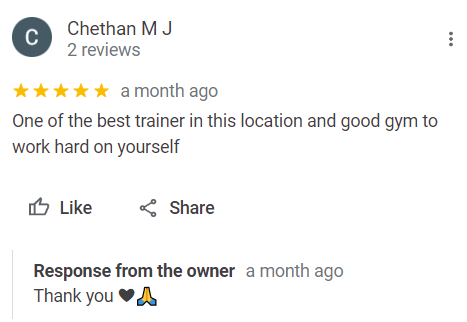 C
Chethan M J
2 reviews
a month ago
One of the best trainer in this location and good gym to
work hard on yourself
Like
Share
Response from the owner a month ago
Thank you 🖤🙏